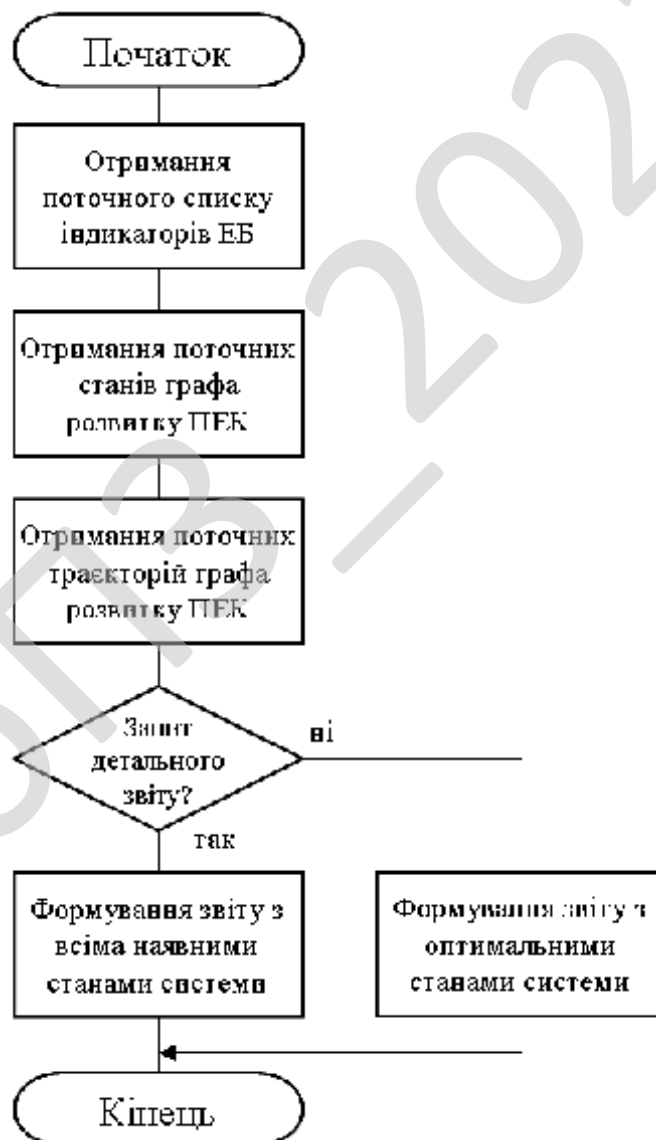 Початок
Отримання
поточного списку
індикаторів ЕБ
Отримання поточних
станів графа
розвитку ПЕК
Отримання поточних
траєкторій графа
розвитку ПЕК
Запит
детального
звіту?
ні
так
Формування звіту з
всіма наявними
станами системи
Формування звіту з
оптимальними
станами системи
Кінець